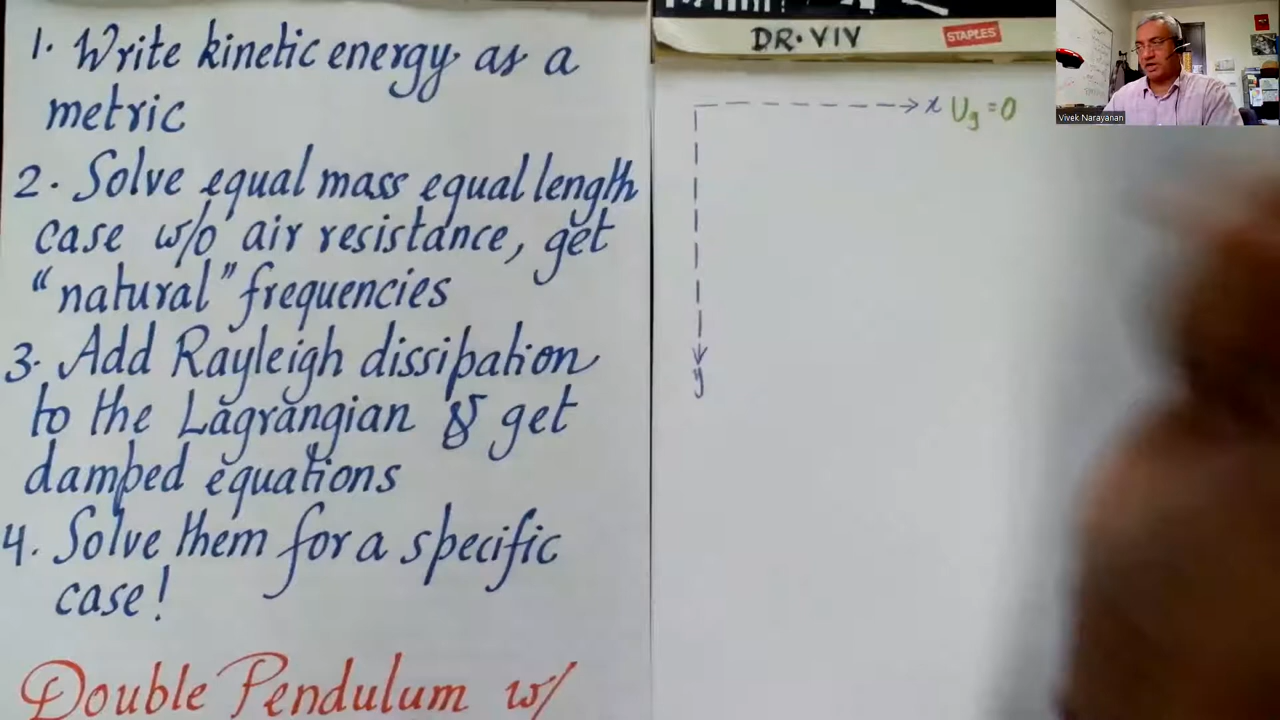 1. Write kinetic energy as a
metric
2. Solve equal mass equal length
case w/o air resistance, get
“natural” frequencies
3. Add Rayleigh dissipation
to the Lagrangian & get
damped equations
4. Solve them for a specific
case!
Double Pendulum w/
DR. VIV
STAPLES
x Ug = 0
y
Vivek Narayanan